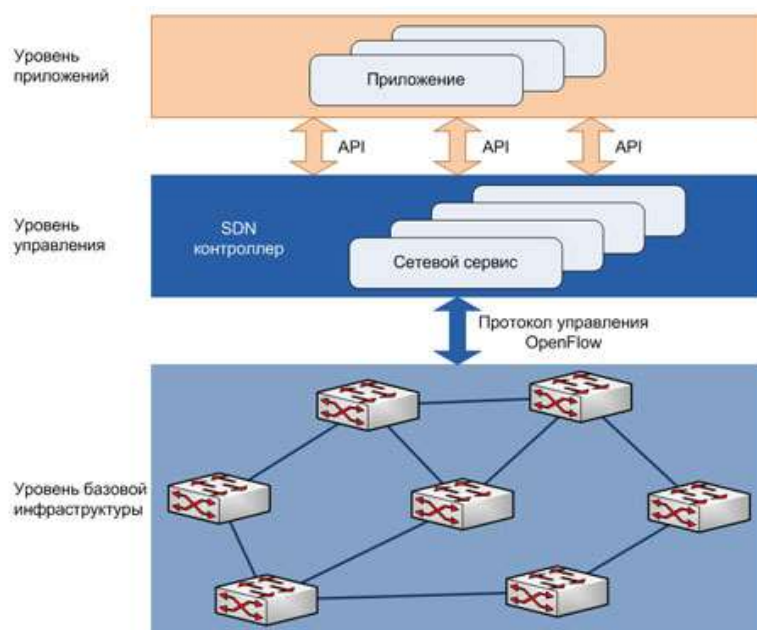 Уровень
приложений
Приложение
API
API
API
Уровень
управления
SDN
контроллер
Сетевой сервис
Протокол управления
OpenFlow
Уровень базовой
инфраструктуры